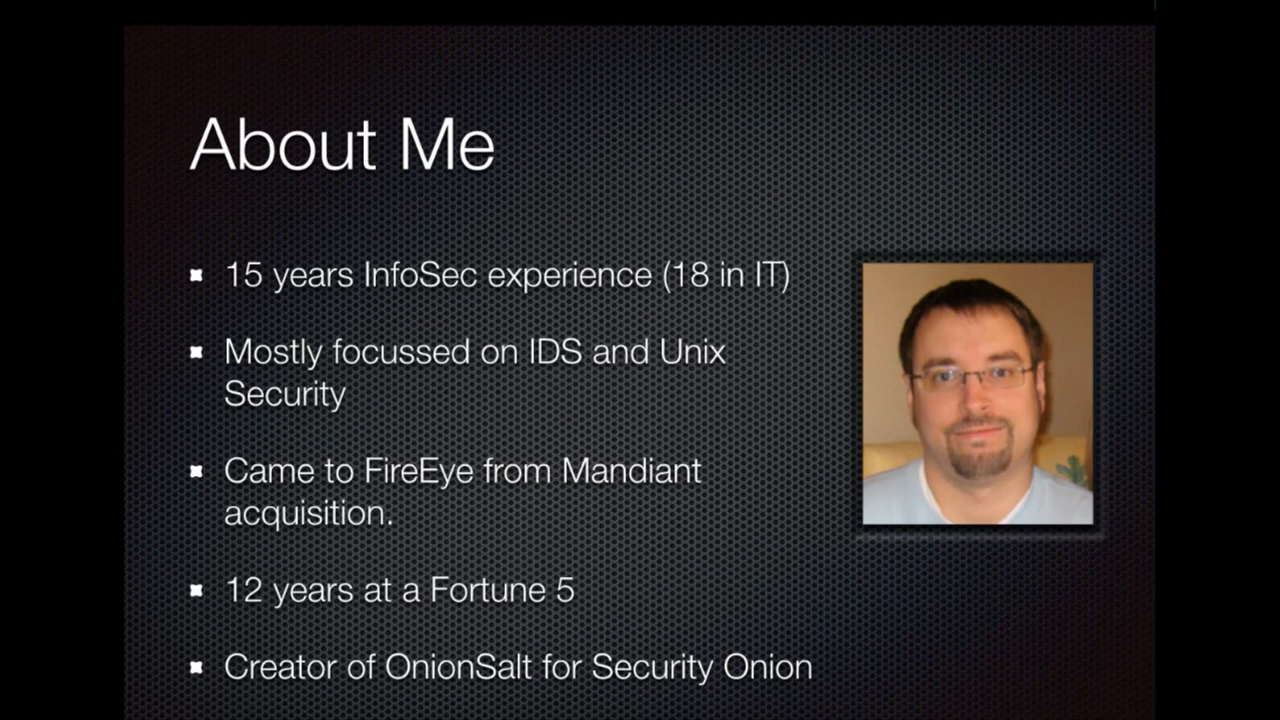 About Me
15 years InfoSec experience (18 in IT)
Mostly focussed on IDS and Unix
Security
Came to FireEye from Mandiant
acquisition.
12 years at a Fortune 5
Creator of OnionSalt for Security Onion